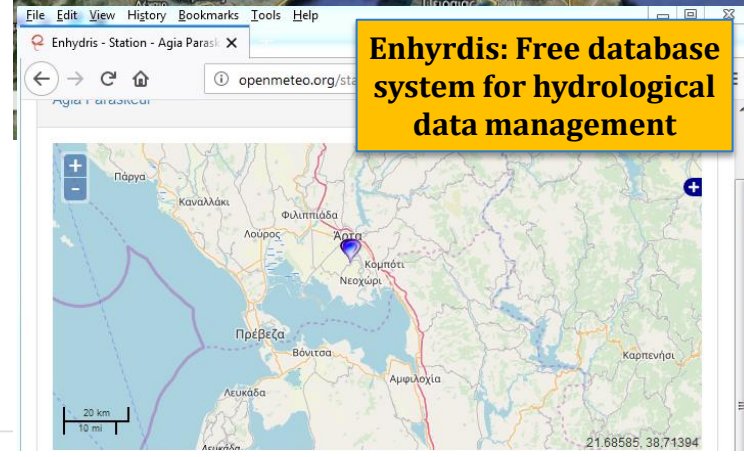 File Edit View History Bookmarks Tools Help
Enhydris - Station - Agia Parask
openmeteo.org/sta
Enhyrdis: Free database
system for hydrological
data management
Agia Paraskeui
Πάργα
Καναλλάκι
Φιλιππιάδα
Λούρος
Άρτα
Κομπότι
Νεοχώρι
Πρέβεζα
Βόνιτσα
Καρπενήσι
Αμφιλοχία
Λευκάδα
20 km
10 mi
Λευκάδα
21.68585, 38.71394